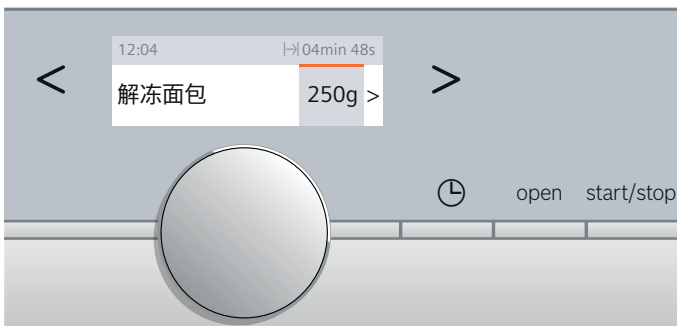 12:04 04min 48s
< 解冻面包 250g > >
open start/stop